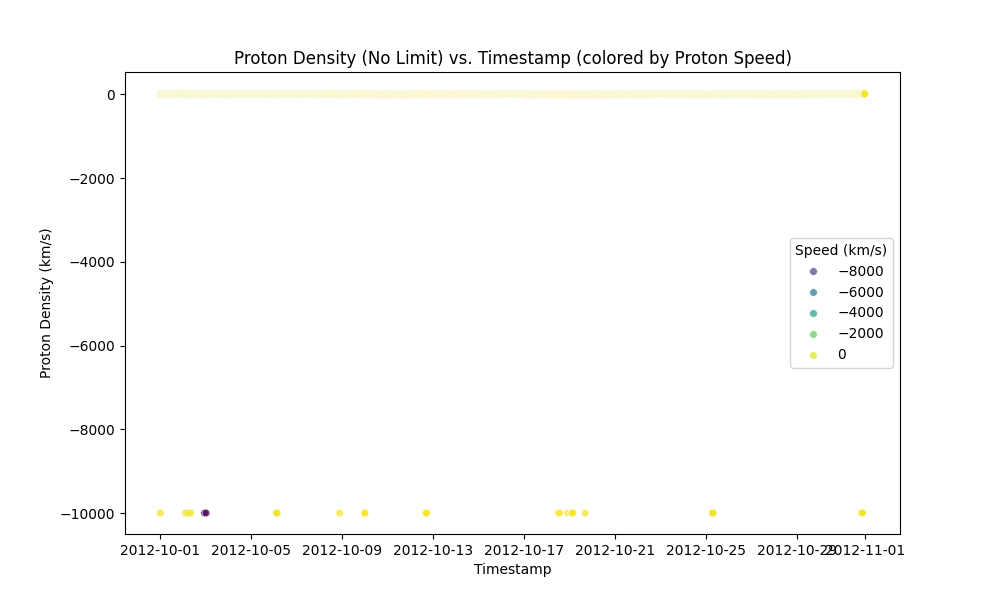 Proton Density (No Limit) vs. Timestamp (colored by Proton Speed)
Proton Density (km/s)
0
−2000
−4000
−6000
−8000
−10000
Speed (km/s)
−8000
−6000
−4000
−2000
0
2012-10-01 2012-10-05 2012-10-09 2012-10-13 2012-10-17 2012-10-21 2012-10-25 2012-10-29 2012-11-01
Timestamp